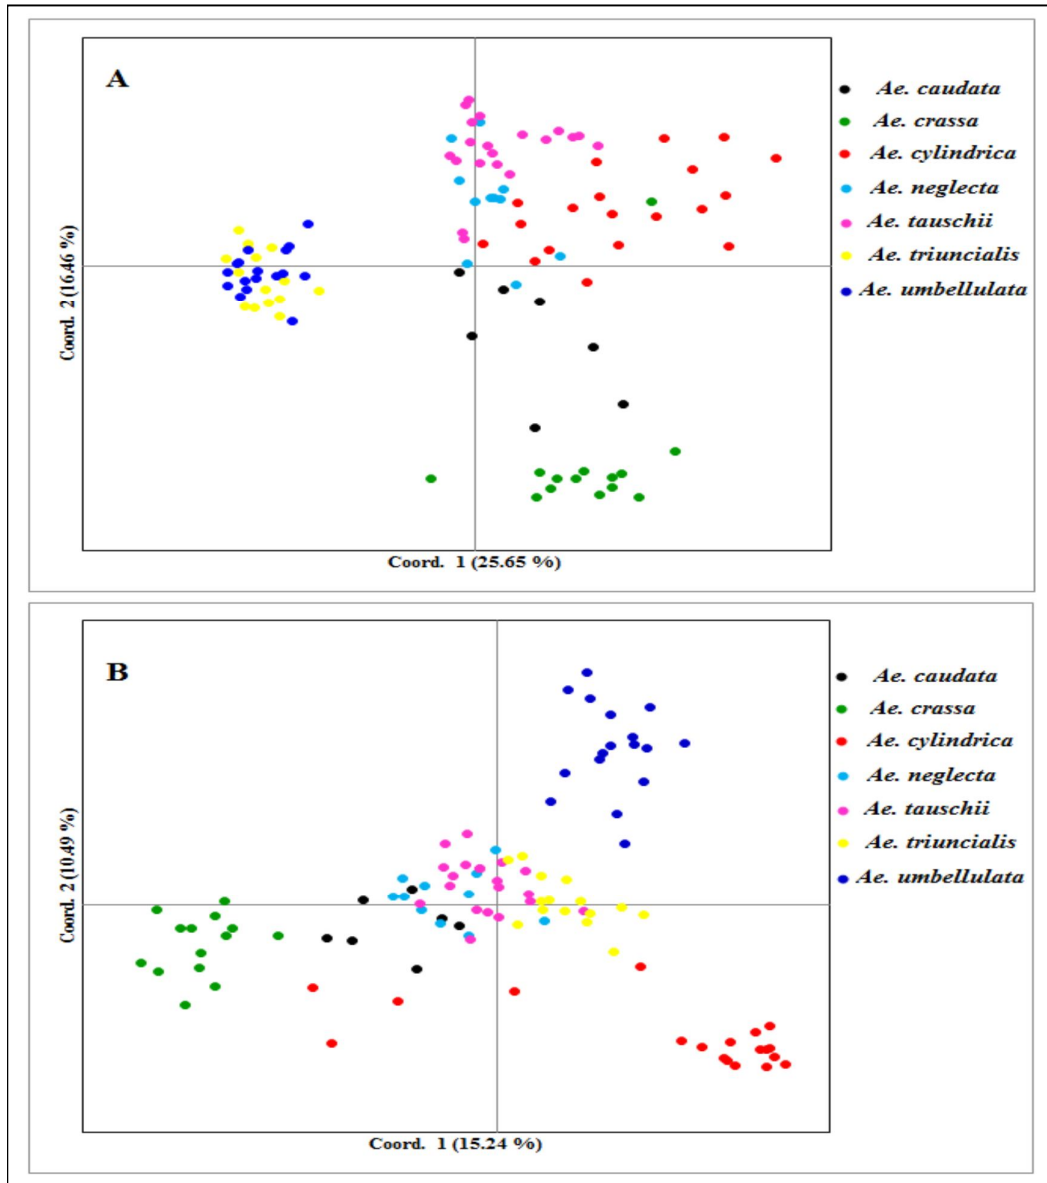 A
Ae. caudata
Ae. crassa
Ae. cylindrica
Ae. neglecta
Ae. tauschii
Ae. triuncialis
Ae. umbellulata
Coord. 2 (16.46 %)
Coord. 1 (25.65 %)
B
Ae. caudata
Ae. crassa
Ae. cylindrica
Ae. neglecta
Ae. tauschii
Ae. triuncialis
Ae. umbellulata
Coord. 2 (10.49 %)
Coord. 1 (15.24 %)